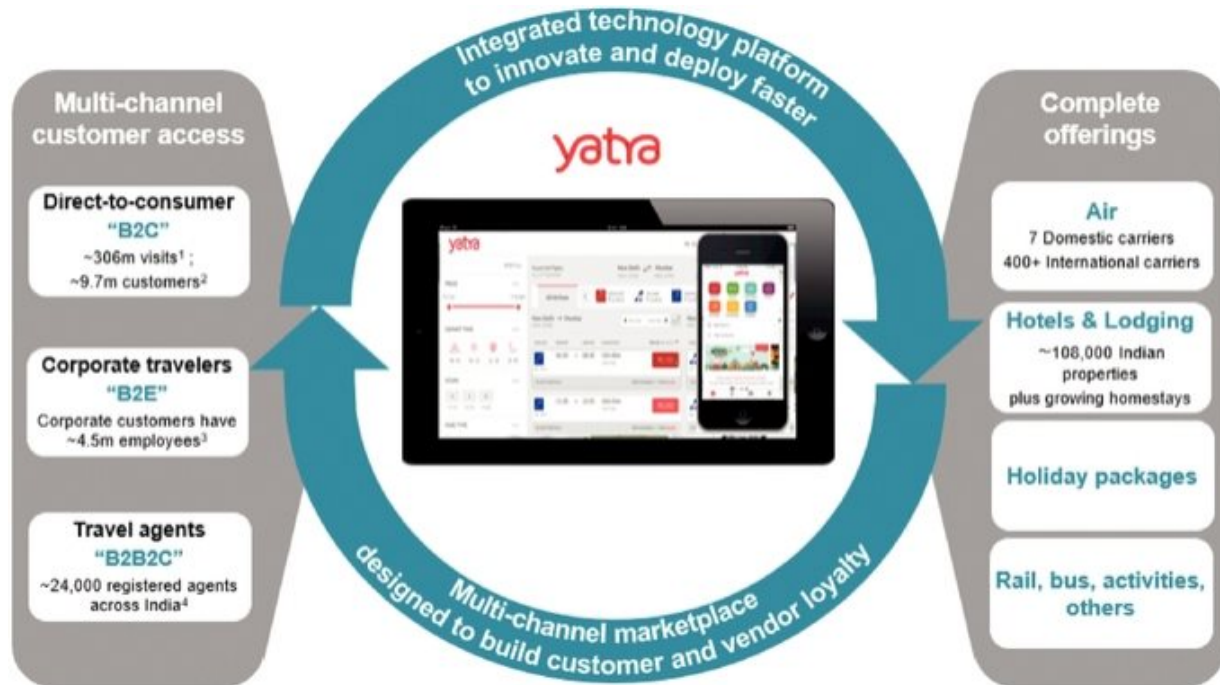 Integrated technology platform
to innovate and deploy faster
Multi-channel
customer access
Direct-to-consumer
“B2C”
~306m visits¹ ;
~9.7m customers²
Corporate travelers
“B2E”
Corporate customers have
~4.5m employees³
Travel agents
“B2B2C”
~24,000 registered agents
across India⁴
yatra
yatra
Multi-channel marketplace
designed to build customer and vendor loyalty
Complete
offerings
Air
7 Domestic carriers
400+ International carriers
Hotels & Lodging
~108,000 Indian
properties
plus growing homestays
Holiday packages
Rail, bus, activities,
others